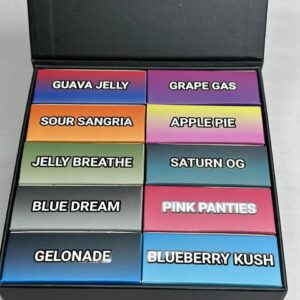 GUAVA JELLY
GRAPE GAS
SOUR SANGRIA
APPLE PIE
JELLY BREATHE
SATURN OG
BLUE DREAM
PINK PANTIES
GELONADE
BLUEBERRY KUSH